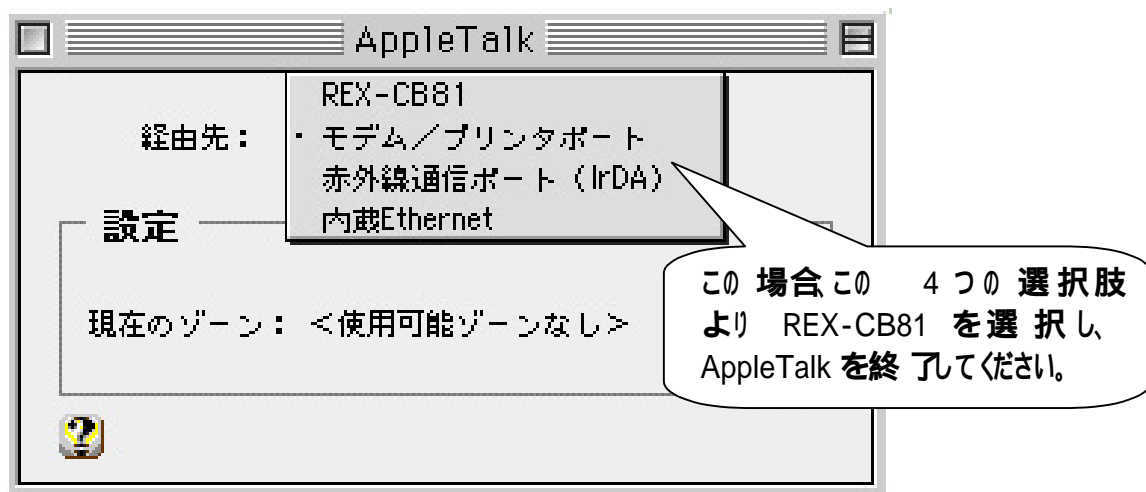 AppleTalk
REX-CB81
経由先：
・モデム／プリンタポート
赤外線通信ポート（IrDA）
内蔵Ethernet
設定
現在のゾーン：＜使用可能ゾーンなし＞
この場合、この 4つの選択肢
より REX-CB81 を選択し、
AppleTalk を終了してください。